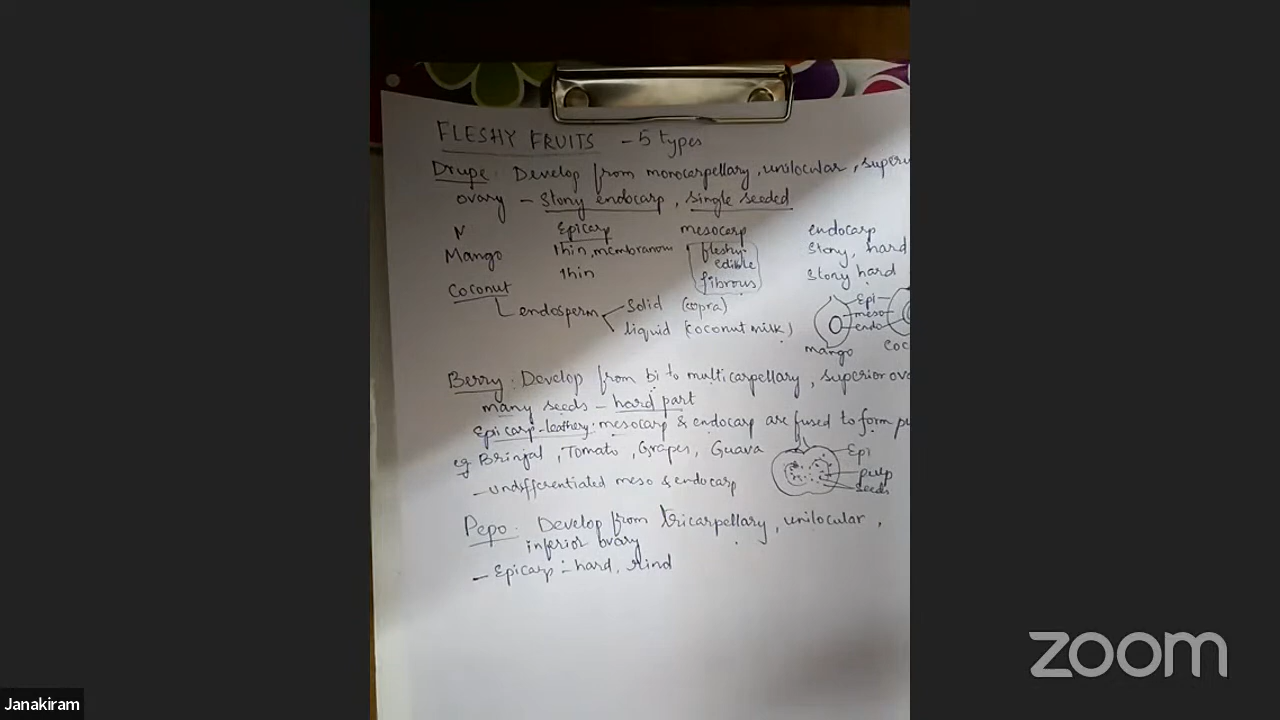 FLESHY FRUITS - 5 types
Drupe: Develop from monocarpellary, unilocular, superi
ovary - Stony endocarp, single seeded
N Epicarp mesocarp endocarp
Mango thin, membranous fleshy- Stony, hard
edible
thin fibrous Stony hard
Coconut
endosperm Solid (copra)
liquid (coconut milk)
Epi
meso
endo
mango COC
Berry: Develop from bi to multicarpellary, superior ova
many seeds - hard part
Epicarp - leathery. mesocarp & endocarp are fused to form pu
eg Brinjal, Tomato, Grapes, Guava
Epi
pulp
seeds
- undifferentiated meso & endocarp
Pepo: Develop from tricarpellary, unilocular,
inferior ovary
- Epicarp :- hard, rind
zoom
Janakiram